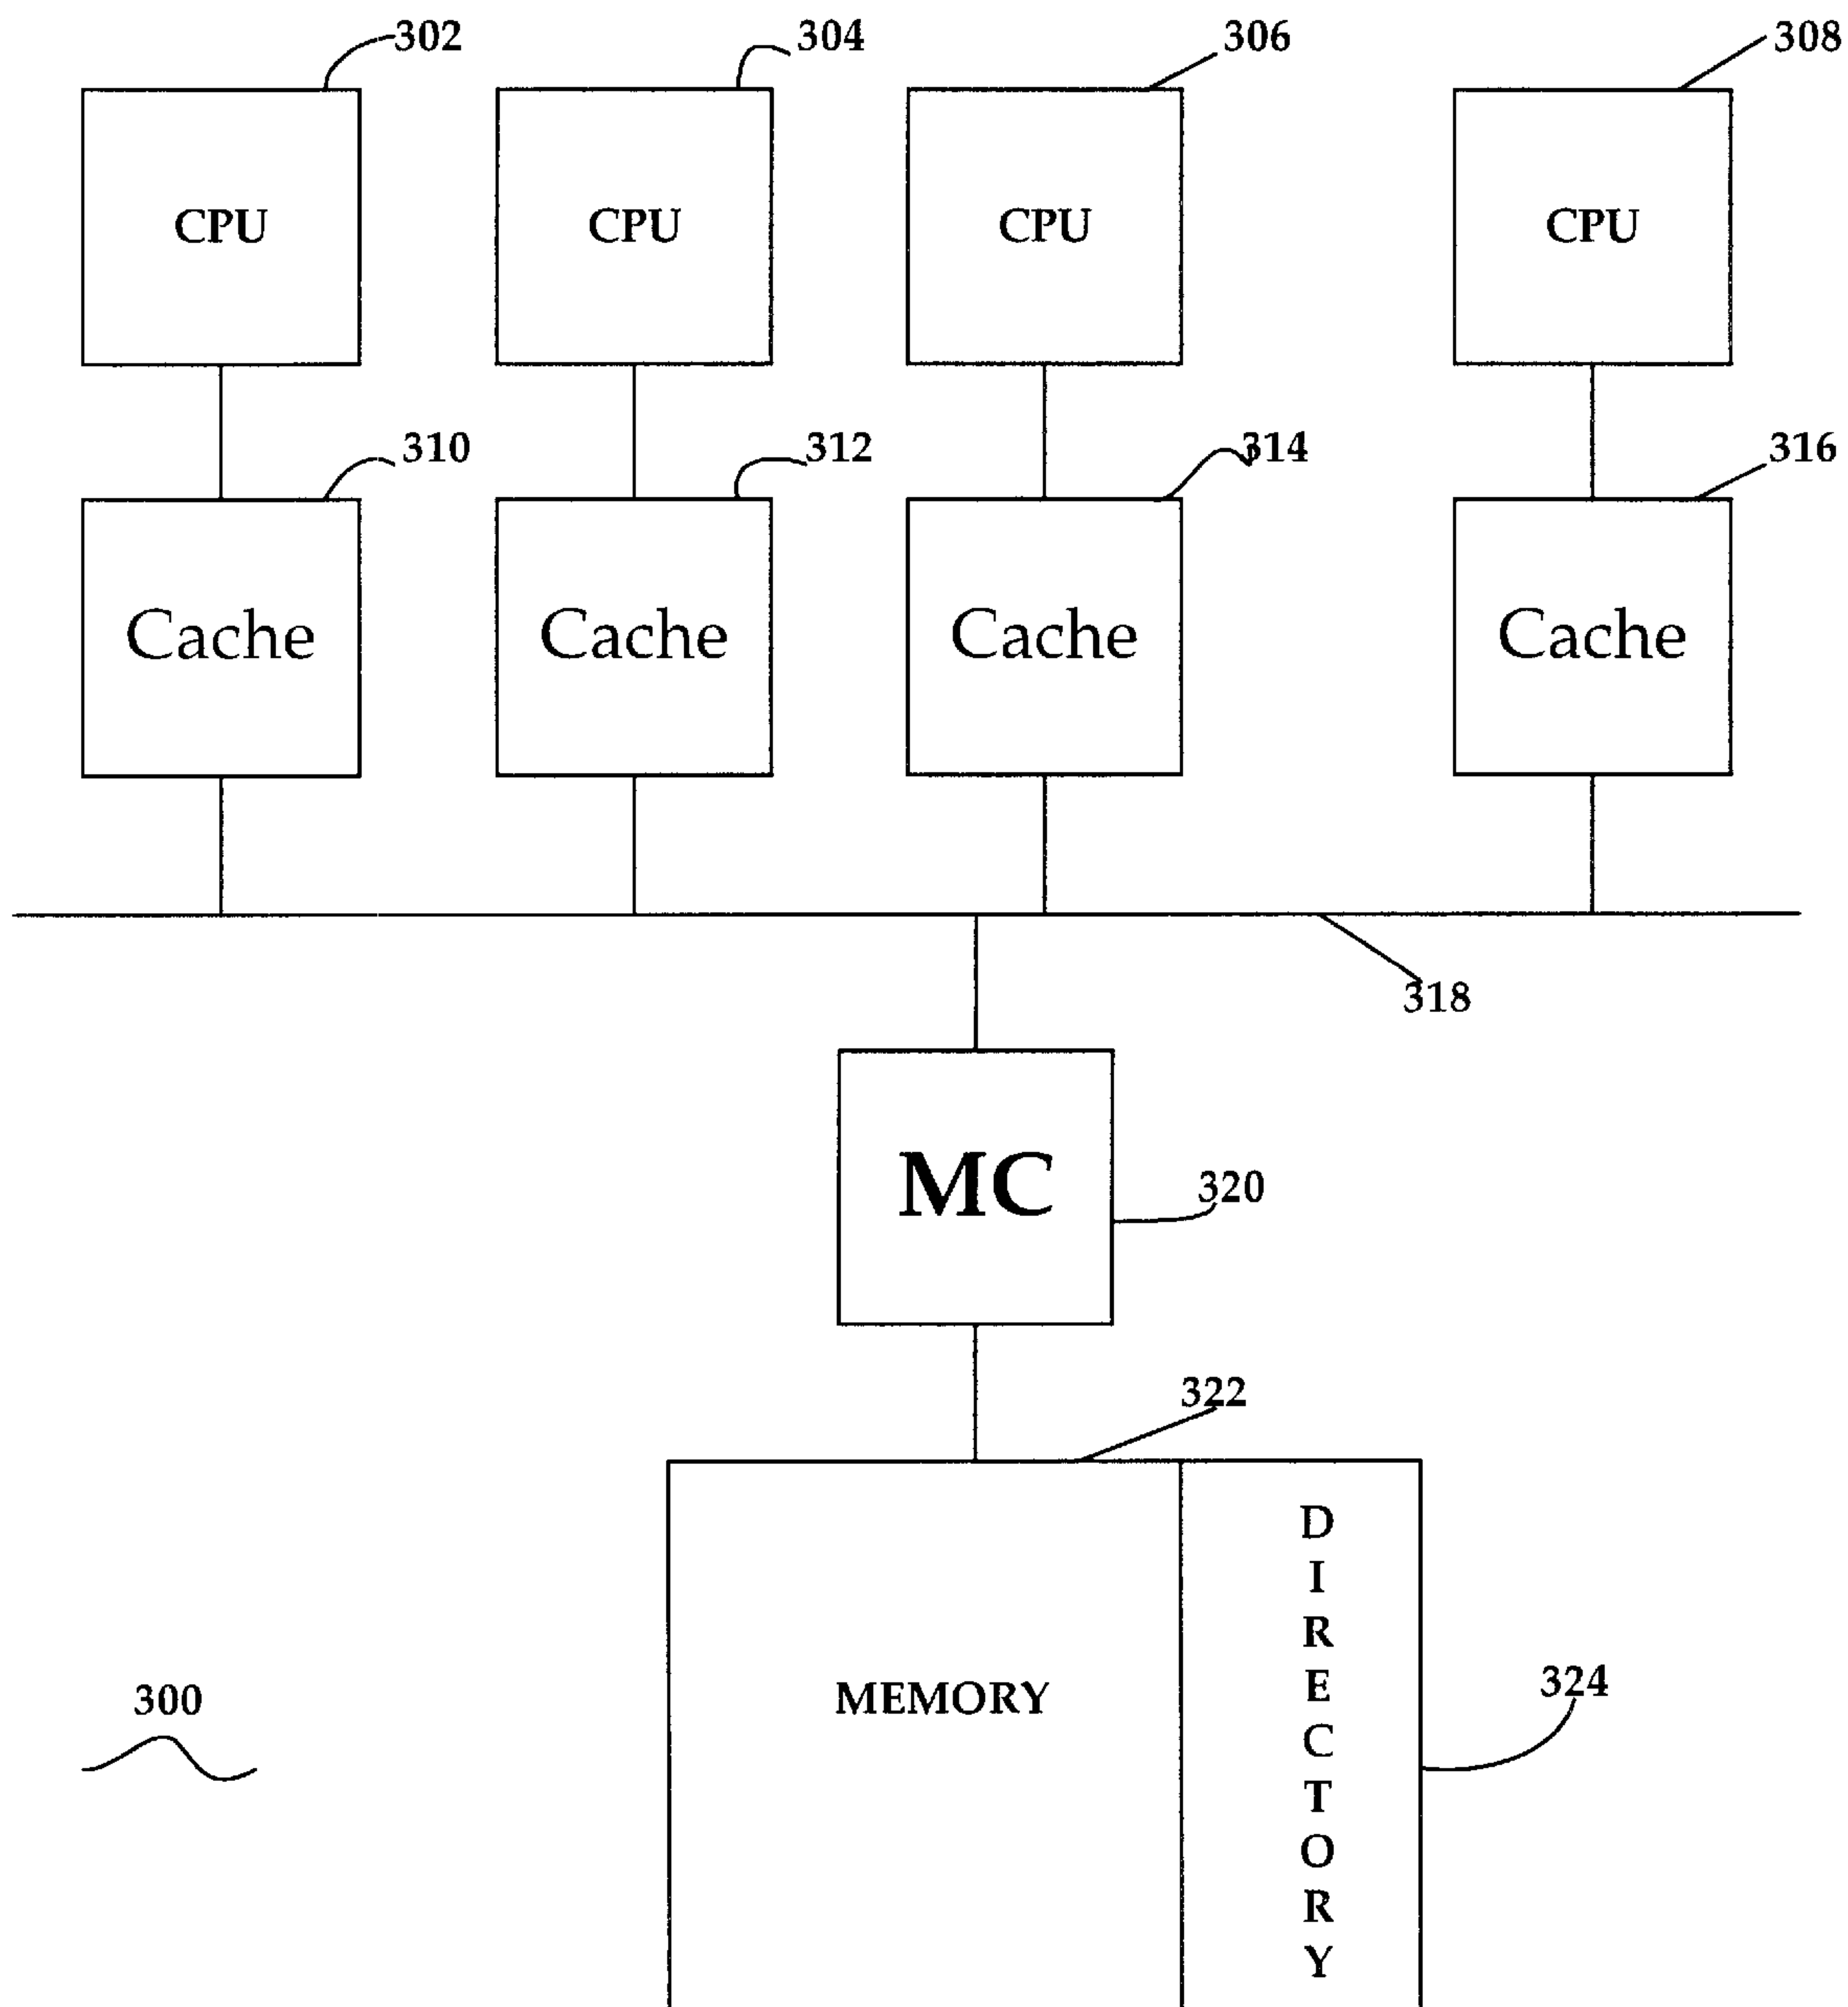 302
304
306
308
CPU
CPU
CPU
CPU
310
312
314
316
Cache
Cache
Cache
Cache
318
MC
320
322
MEMORY
DIRECTORY
324
300